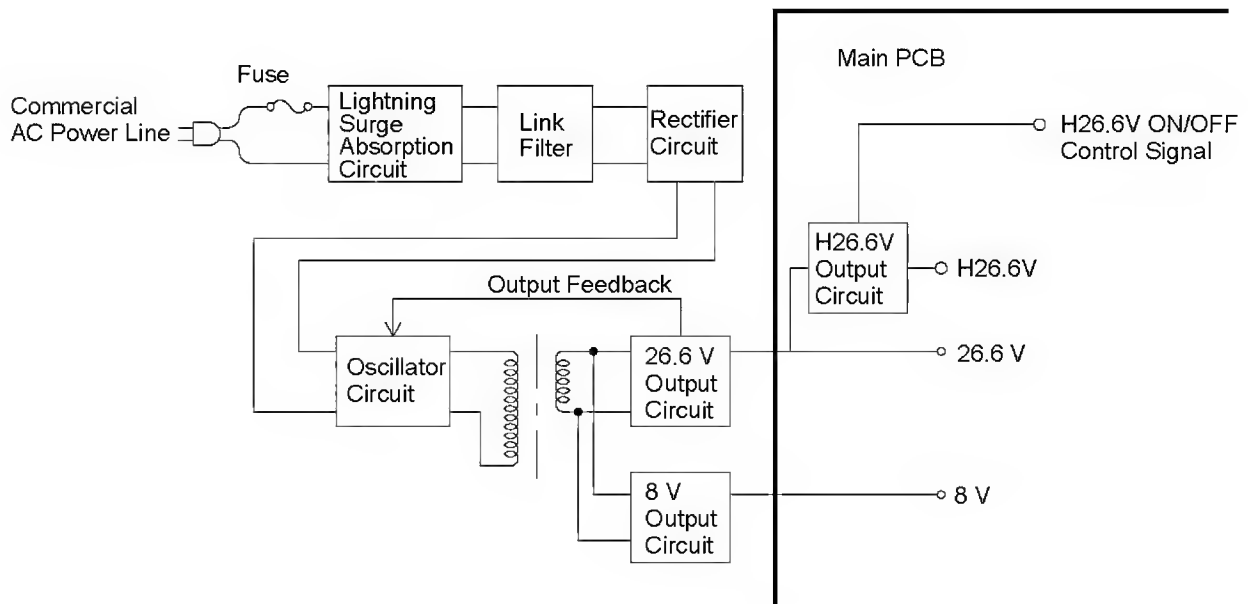 Main PCB
Fuse
Commercial
AC Power Line
Lightning
Surge
Absorption
Circuit
Link
Filter
Rectifier
Circuit
H26.6V ON/OFF
Control Signal
H26.6V
Output
Circuit
H26.6V
Output Feedback
Oscillator
Circuit
26.6 V
Output
Circuit
26.6 V
8 V
Output
Circuit
8 V